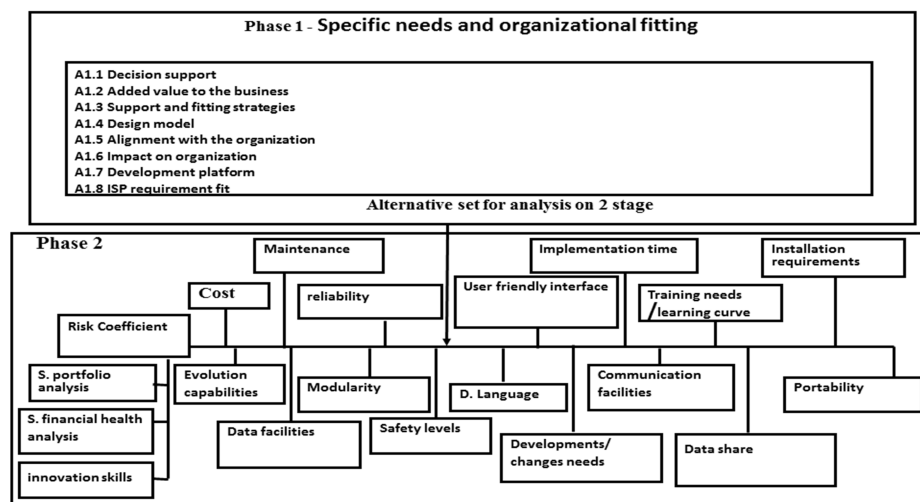 Phase 1 - Specific needs and organizational fitting
A1.1 Decision support
A1.2 Added value to the business
A1.3 Support and fitting strategies
A1.4 Design model
A1.5 Alignment with the organization
A1.6 Impact on organization
A1.7 Development platform
A1.8 ISP requirement fit
Alternative set for analysis on 2 stage
Phase 2
Maintenance
Implementation time
Installation
requirements
Cost
reliability
User friendly interface
Training needs
/learning curve
Risk Coefficient
S. portfolio
analysis
Evolution
capabilities
Modularity
D. Language
Communication
facilities
Portability
S. financial health
analysis
Data facilities
Safety levels
Developments/
changes needs
Data share
innovation skills